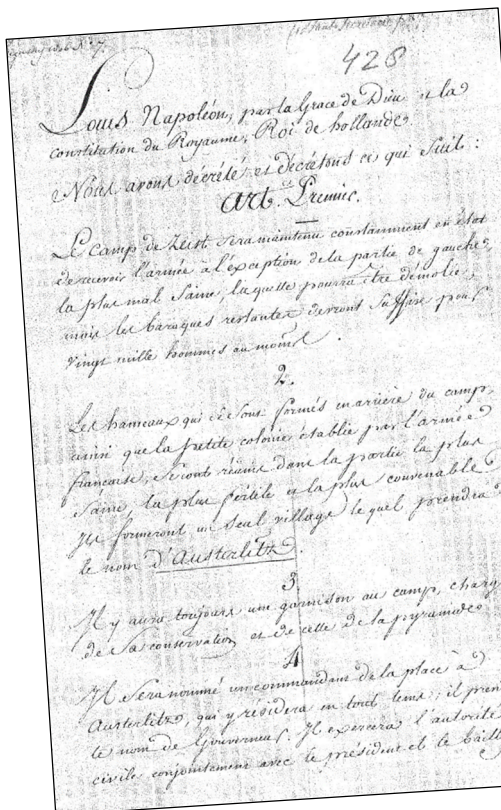 428
Louis Napoléon, par la Grace de Dieu et la
constitution du Royaume, Roi de hollande
Nous avons décrété et décrétons ce qui suit :
Art. Premier.
Le camp de Zeist sera maintenu constamment en état
de recevoir l'armée a l'exception de la partie de gauche,
la plus mal saine, laquelle pourra être démolie,
mais les baraques restantes devront suffire pour
vingt mille hommes au moins.
2.
Les hameaux qui se sont formés en arrière du camp,
ainsi que la petite colonie établie par l'armée
française, seront réunis dans la partie la plus
saine, la plus fertile et la plus convenable
Ils formeront un seul village le quel prendra
le nom d'Austerlitz.
3.
Il y aura toujours une garnison au camp, charg
de sa conservation et de celle de la pyramide
4
Il sera nommé un commandant de la place à
Austerlitz, qui y résidera en tout tems; il pren
le nom de Gouverneur. Il exercera l'autorité
civile conjointement avec le président et le baill